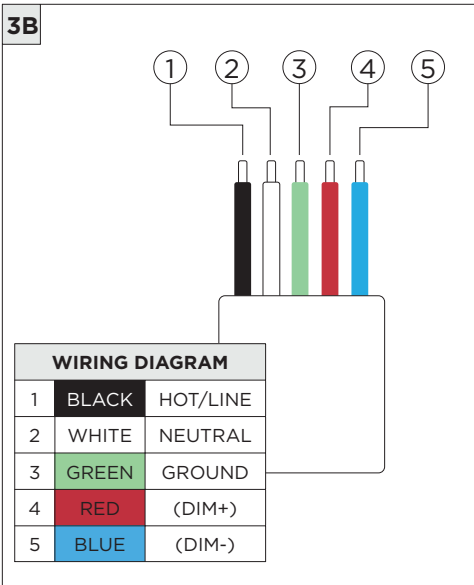 3B
1 2 3 4 5
WIRING DIAGRAM
1 BLACK HOT/LINE
2 WHITE NEUTRAL
3 GREEN GROUND
4 RED (DIM+)
5 BLUE (DIM-)